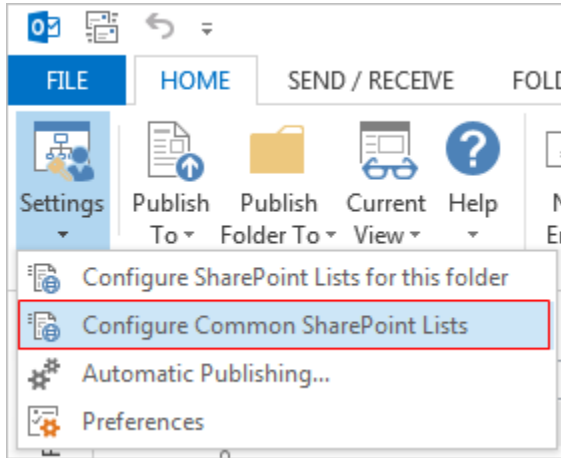 FILE HOME SEND / RECEIVE
Settings Publish Publish Current Help
To Folder To View
Configure SharePoint Lists for this folder
Configure Common SharePoint Lists
Automatic Publishing...
Preferences